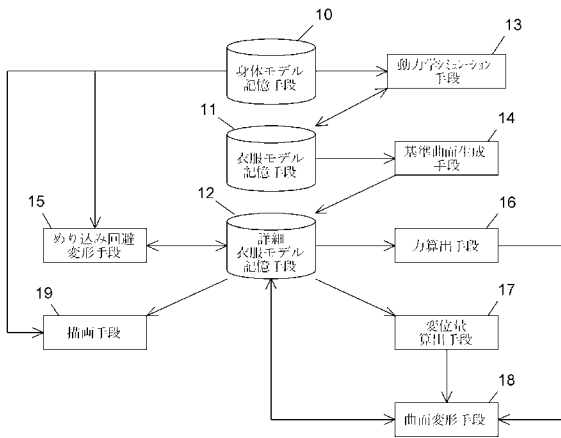 10
身体モデル
記憶手段
13
動力学シミュレーション
手段
11
衣服モデル
記憶手段
14
基準曲面生成
手段
12
詳細
衣服モデル
記憶手段
15
めり込み回避
変形手段
16
力算出手段
19
描画手段
17
変位量
算出手段
18
曲面変形手段